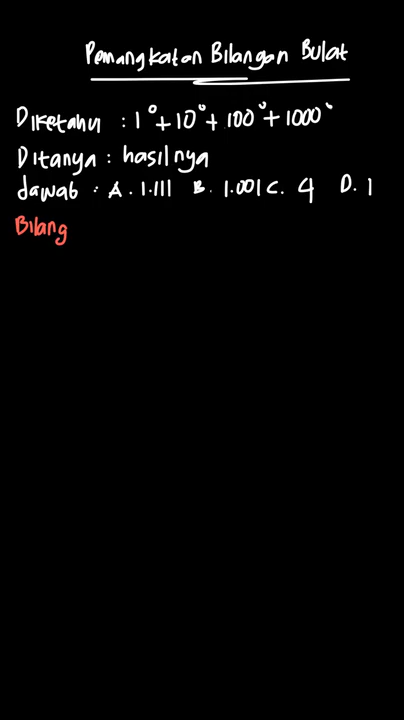 Pemangkatan Bilangan Bulat
Diketahui : 1⁰ + 10⁰ + 100⁰ + 1000⁰
Ditanya : hasilnya
Jawab : A. 1.111 B. 1.001 C. 4 D. 1
Bilang